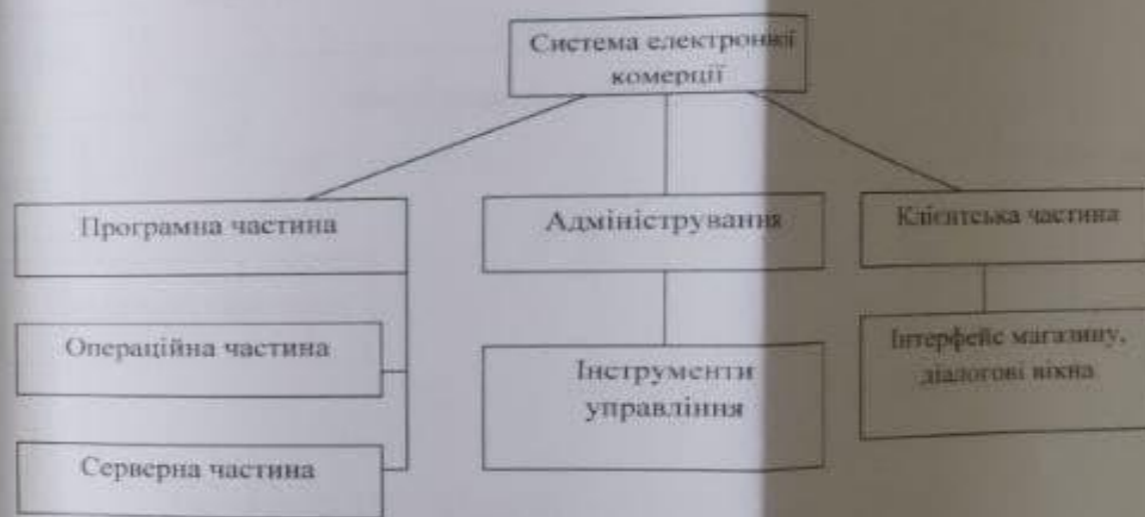 Система електронної
комерції
Програмна частина
Адміністрування
Клієнтська частина
Операційна частина
Інструменти
управління
Інтерфейс магазину,
діалогові вікна
Серверна частина